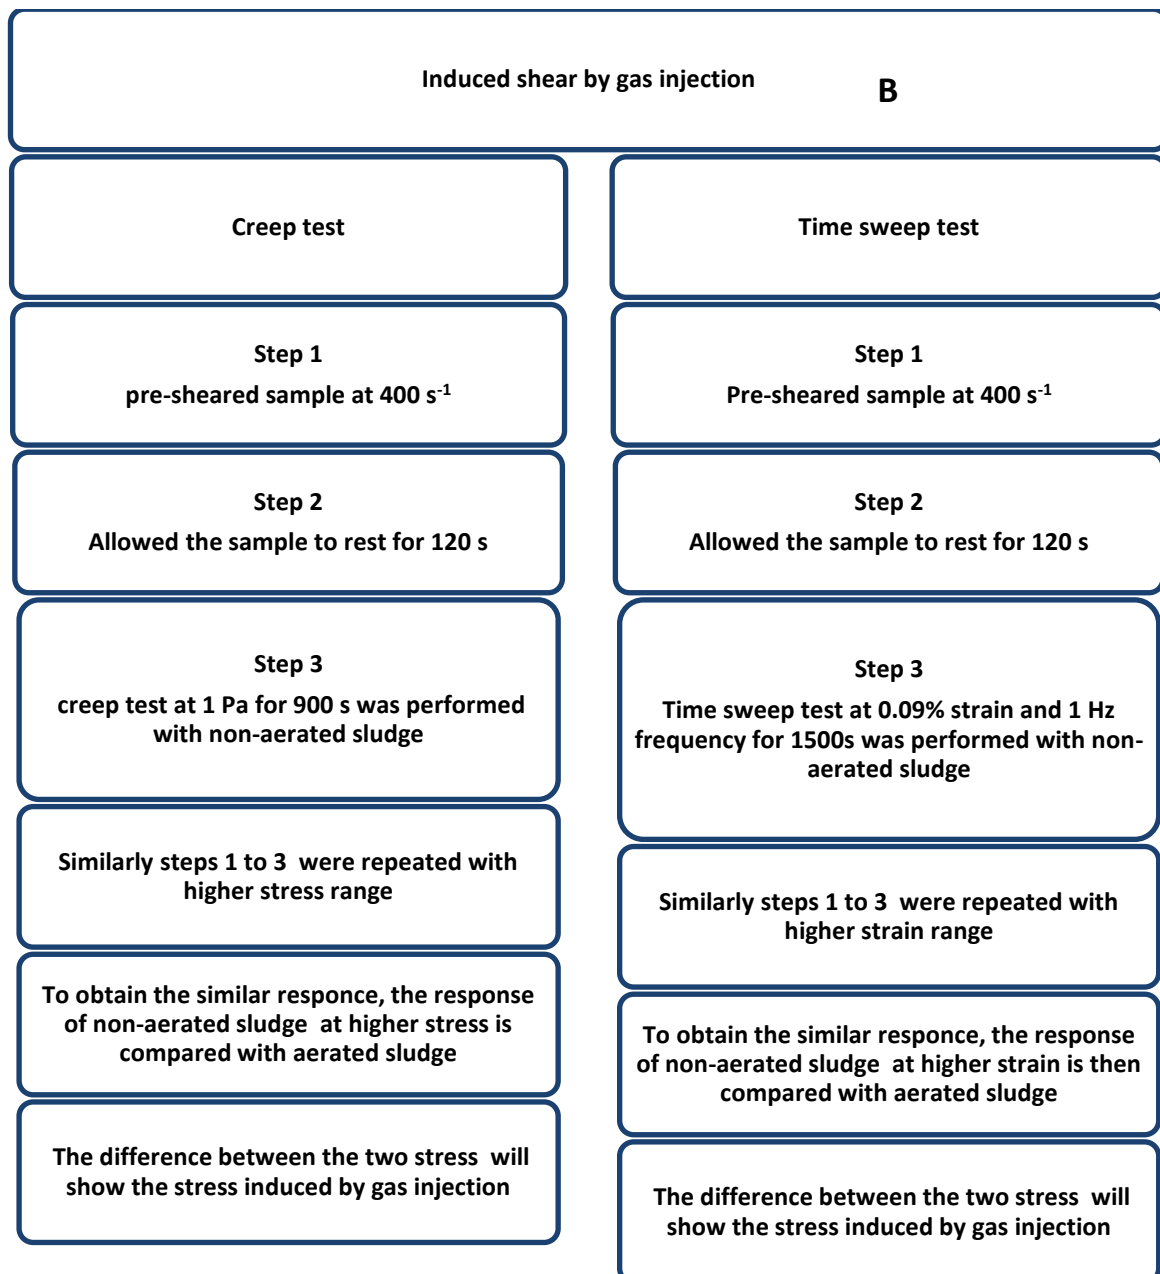 Induced shear by gas injection
B
Creep test
Step 1
pre-sheared sample at 400 s-1
Step 2
Allowed the sample to rest for 120 s
Step 3
creep test at 1 Pa for 900 s was performed
with non-aerated sludge
Similarly steps 1 to 3 were repeated with
higher stress range
To obtain the similar responce, the response
of non-aerated sludge at higher stress is
compared with aerated sludge
The difference between the two stress will
show the stress induced by gas injection
Time sweep test
Step 1
Pre-sheared sample at 400 s-1
Step 2
Allowed the sample to rest for 120 s
Step 3
Time sweep test at 0.09% strain and 1 Hz
frequency for 1500s was performed with non-
aerated sludge
Similarly steps 1 to 3 were repeated with
higher strain range
To obtain the similar responce, the response
of non-aerated sludge at higher strain is then
compared with aerated sludge
The difference between the two stress will
show the stress induced by gas injection